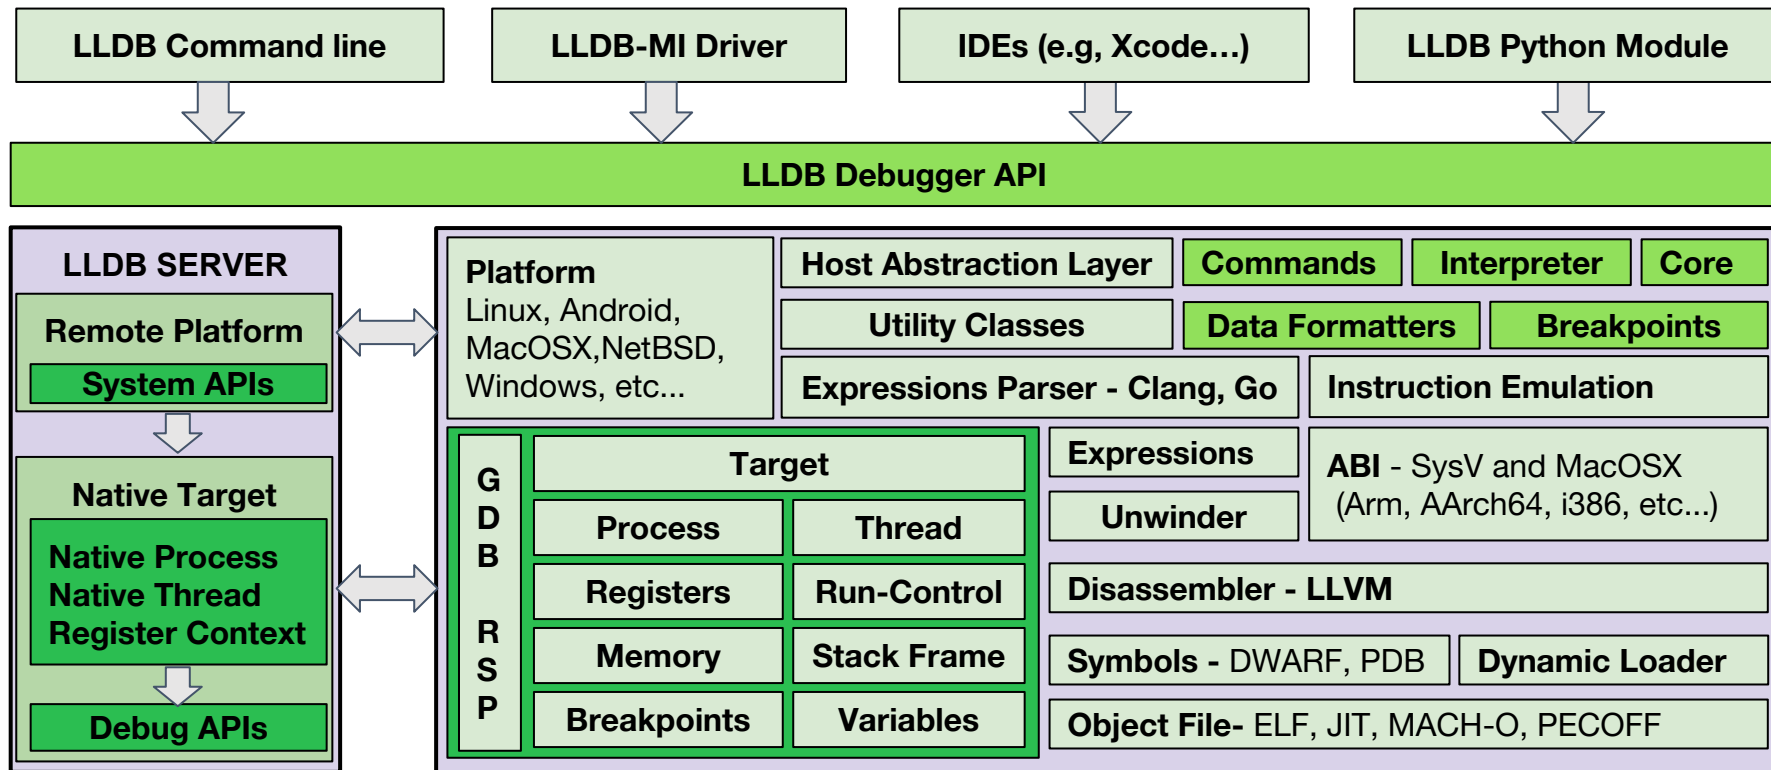 LLDB Command line
LLDB-MI Driver
IDEs (e.g, Xcode...)
LLDB Python Module
LLDB Debugger API
LLDB SERVER
Remote Platform
System APIs
Native Target
Native Process
Native Thread
Register Context
Debug APIs
Platform
Linux, Android,
MacOSX,NetBSD,
Windows, etc...
Host Abstraction Layer
Commands
Interpreter
Core
Utility Classes
Data Formatters
Breakpoints
Expressions Parser - Clang, Go
Instruction Emulation
G
D
B
R
S
P
Target
Process
Thread
Registers
Run-Control
Memory
Stack Frame
Breakpoints
Variables
Expressions
Unwinder
ABI - SysV and MacOSX
(Arm, AArch64, i386, etc...)
Disassembler - LLVM
Symbols - DWARF, PDB
Dynamic Loader
Object File- ELF, JIT, MACH-O, PECOFF